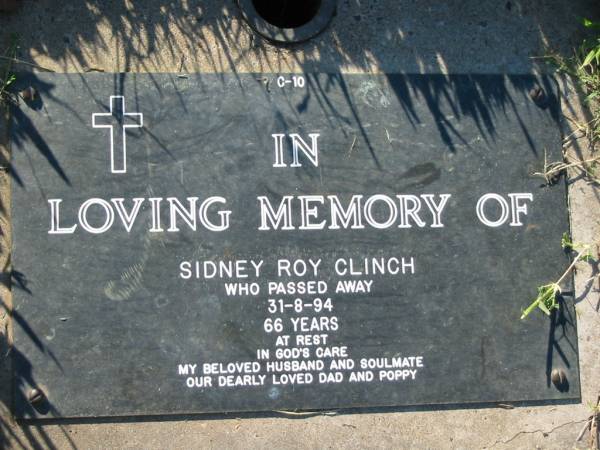 C-10
IN
LOVING MEMORY OF
SIDNEY ROY CLINCH
WHO PASSED AWAY
31-8-94
66 YEARS
AT REST
IN GOD'S CARE
MY BELOVED HUSBAND AND SOULMATE
OUR DEARLY LOVED DAD AND POPPY